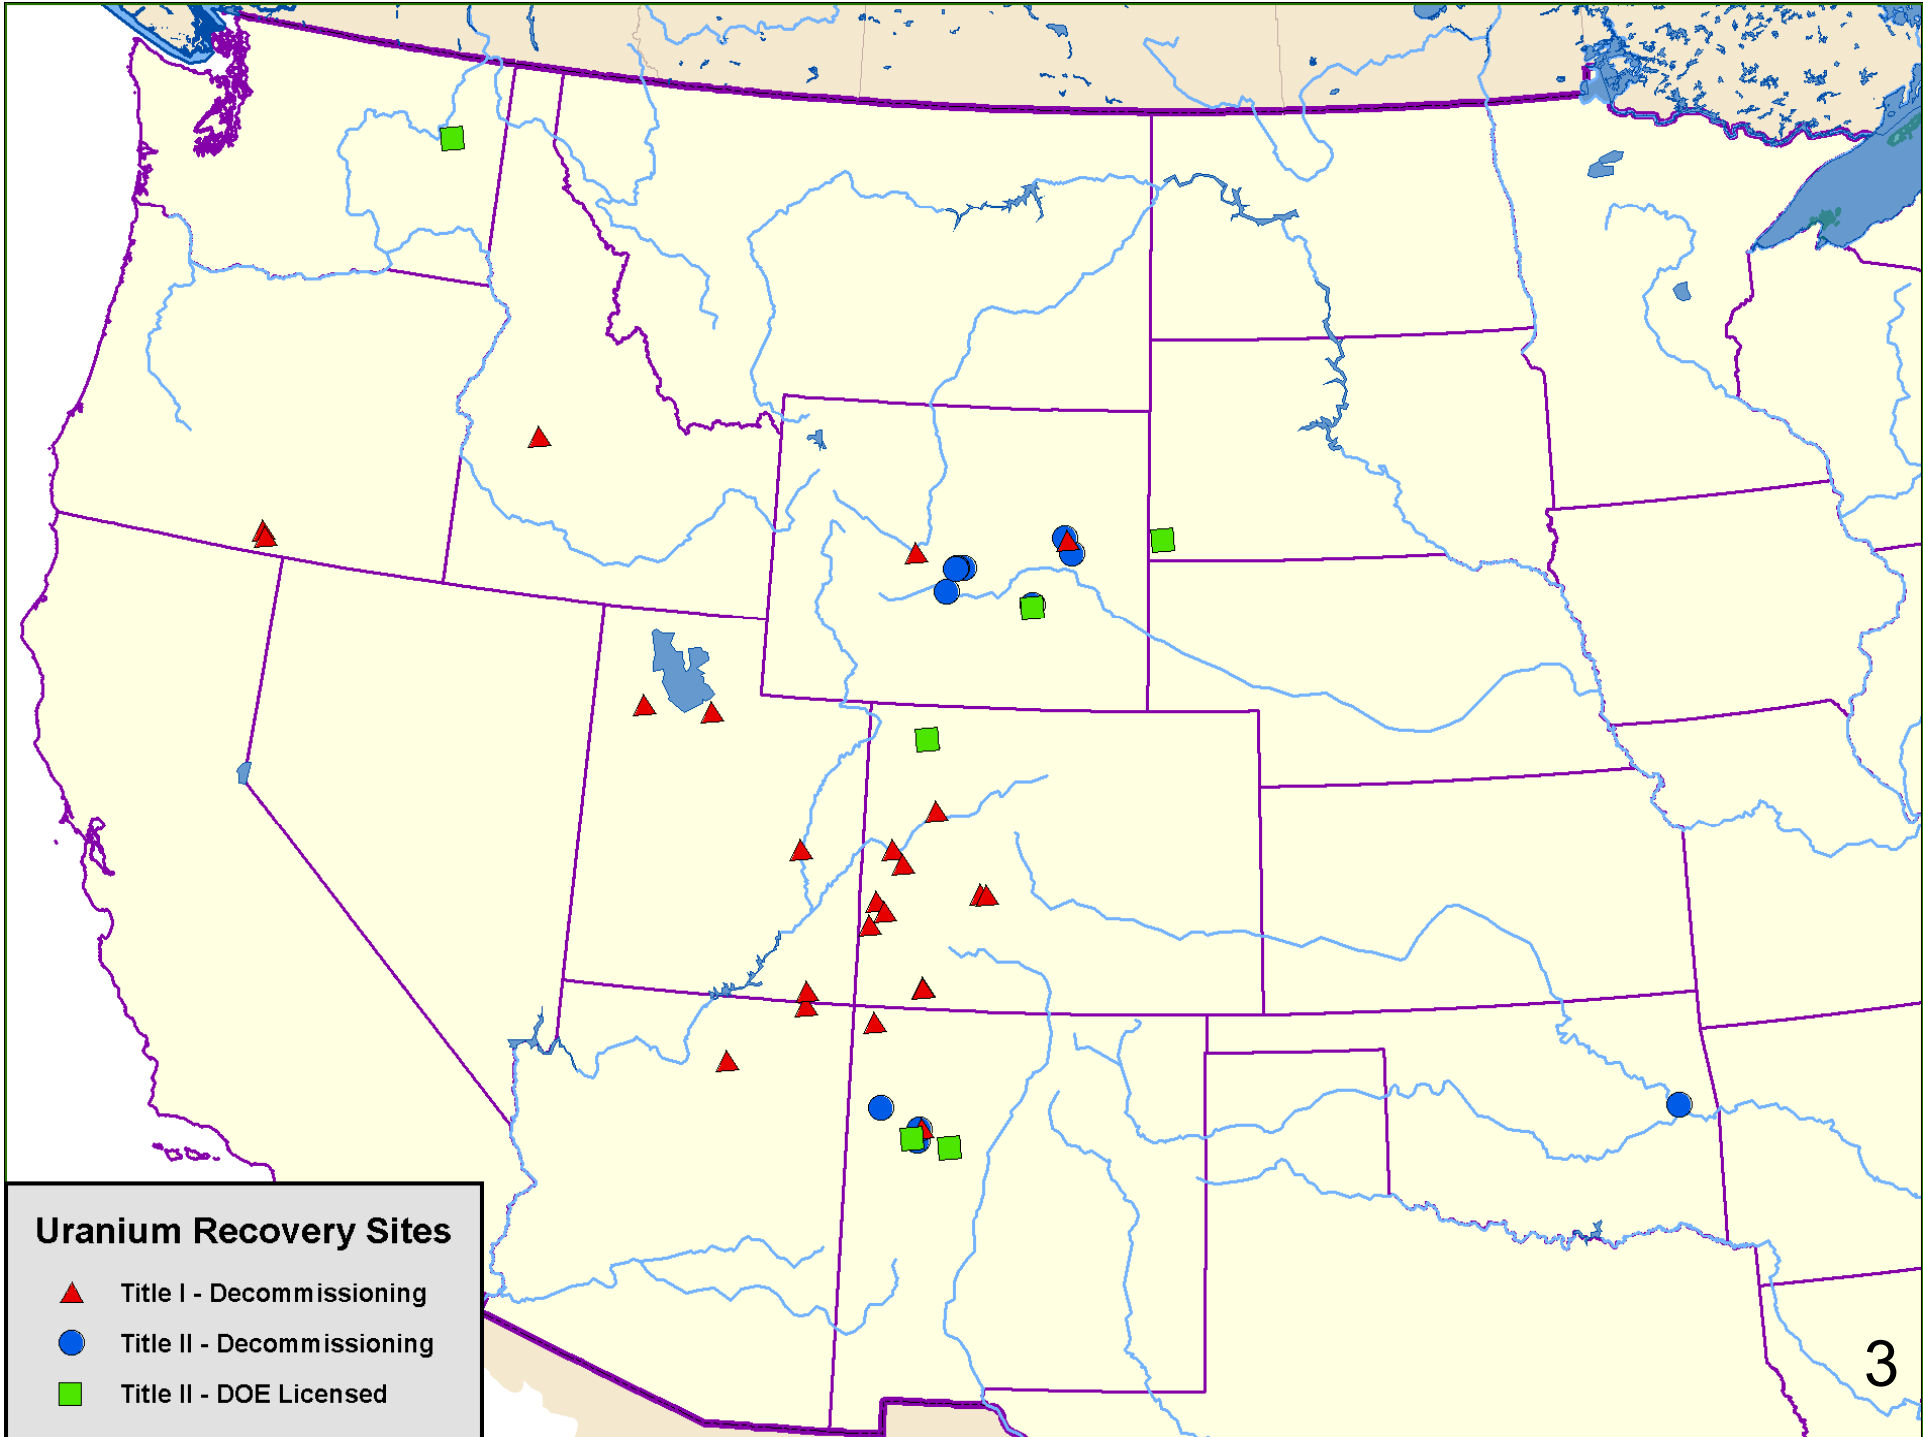 Uranium Recovery Sites
Title I - Decommissioning
Title II - Decommissioning
Title II - DOE Licensed
3